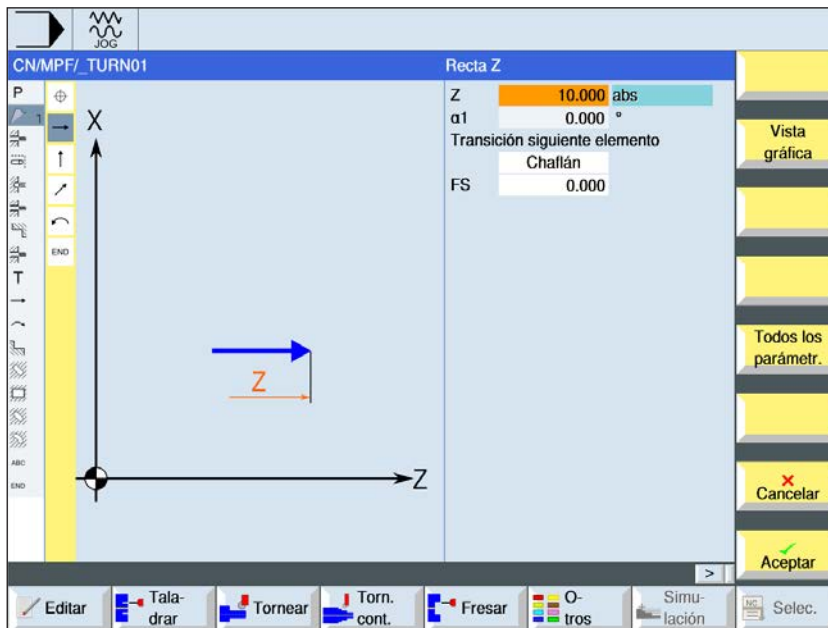 JOG
CN/MPF/_TURN01
Recta Z
P
1
T
ABC
END
END
X
Z
Z
Z 10.000 abs
α1 0.000 °
Transición siguiente elemento
Chaflán
FS 0.000
Vista
gráfica
Todos los
parámetr.
Cancelar
Aceptar
>
Editar
Tala-
drar
Tornear
Torn.
cont.
Fresar
O-
tros
Simu-
lación
NC
Selec.